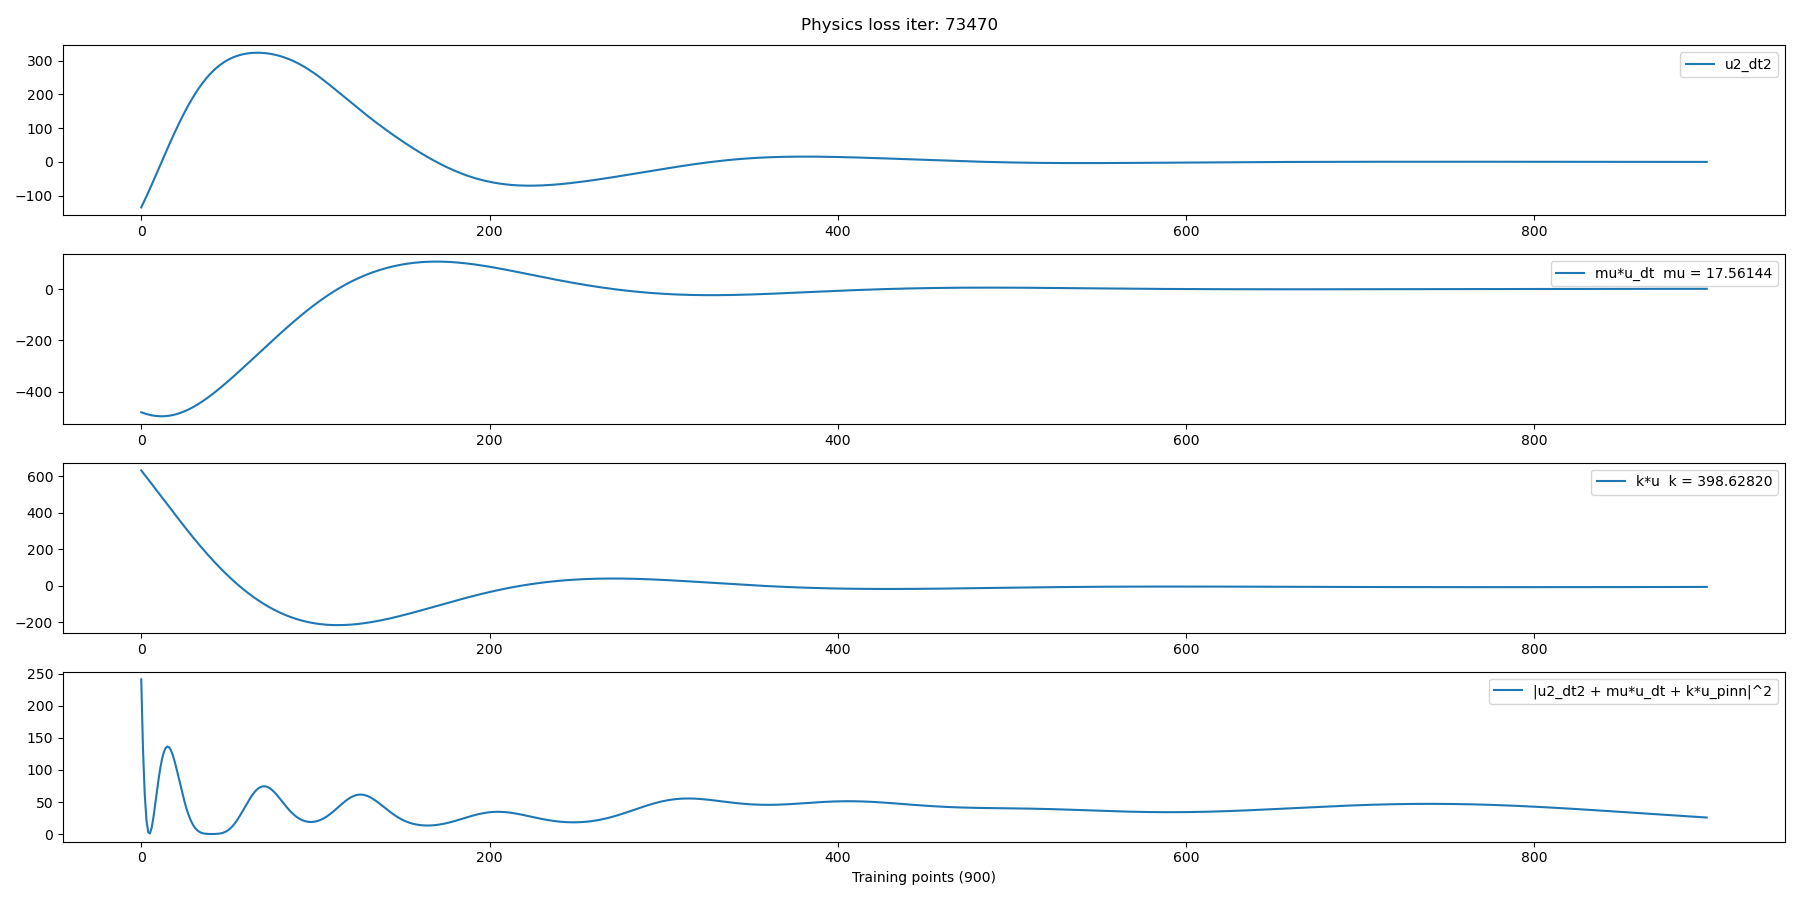 Physics loss iter: 73470
300
200
100
0
−100
u2_dt2
0 200 400 600 800
0
−200
−400
mu*u_dt  mu = 17.56144
0 200 400 600 800
600
400
200
0
−200
k*u  k = 398.62820
0 200 400 600 800
250
200
150
100
50
0
|u2_dt2 + mu*u_dt + k*u_pinn|^2
0 200 400 600 800
Training points (900)